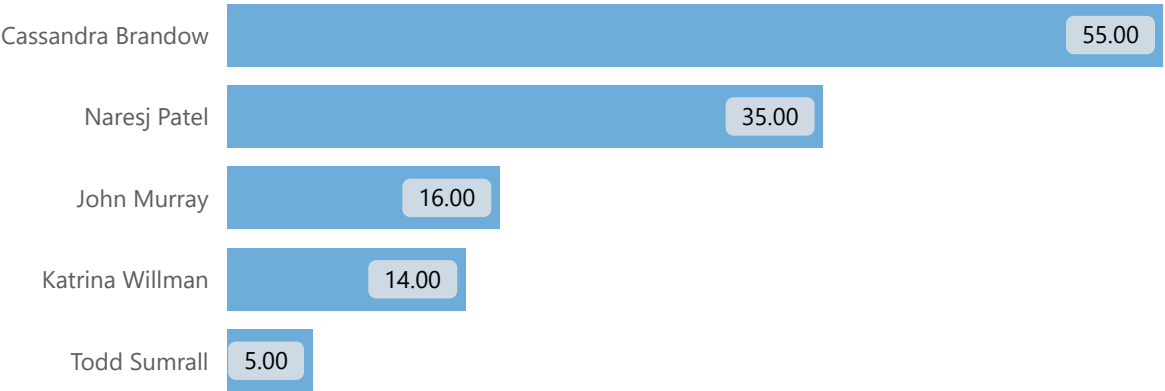 Cassandra Brandow 55.00
Naresj Patel 35.00
John Murray 16.00
Katrina Willman 14.00
Todd Sumrall 5.00